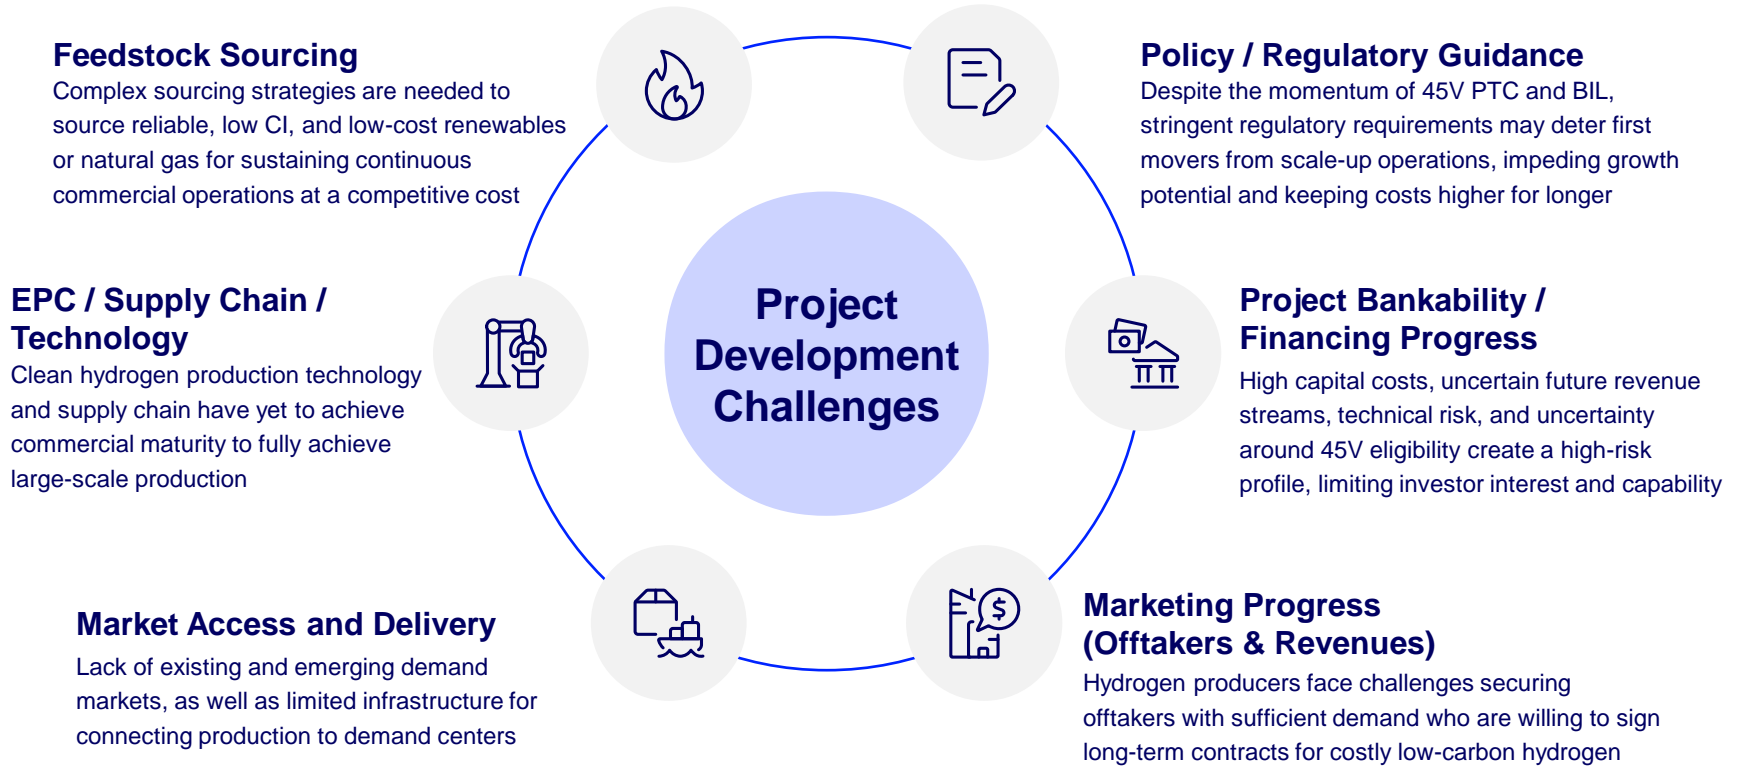 Feedstock Sourcing
Complex sourcing strategies are needed to
source reliable, low CI, and low-cost renewables
or natural gas for sustaining continuous
commercial operations at a competitive cost
Policy / Regulatory Guidance
Despite the momentum of 45V PTC and BIL,
stringent regulatory requirements may deter first
movers from scale-up operations, impeding growth
potential and keeping costs higher for longer
EPC / Supply Chain /
Technology
Clean hydrogen production technology
and supply chain have yet to achieve
commercial maturity to fully achieve
large-scale production
Project
Development
Challenges
Project Bankability /
Financing Progress
High capital costs, uncertain future revenue
streams, technical risk, and uncertainty
around 45V eligibility create a high-risk
profile, limiting investor interest and capability
Market Access and Delivery
Lack of existing and emerging demand
markets, as well as limited infrastructure for
connecting production to demand centers
$
Marketing Progress
(Offtakers & Revenues)
Hydrogen producers face challenges securing
offtakers with sufficient demand who are willing to sign
long-term contracts for costly low-carbon hydrogen